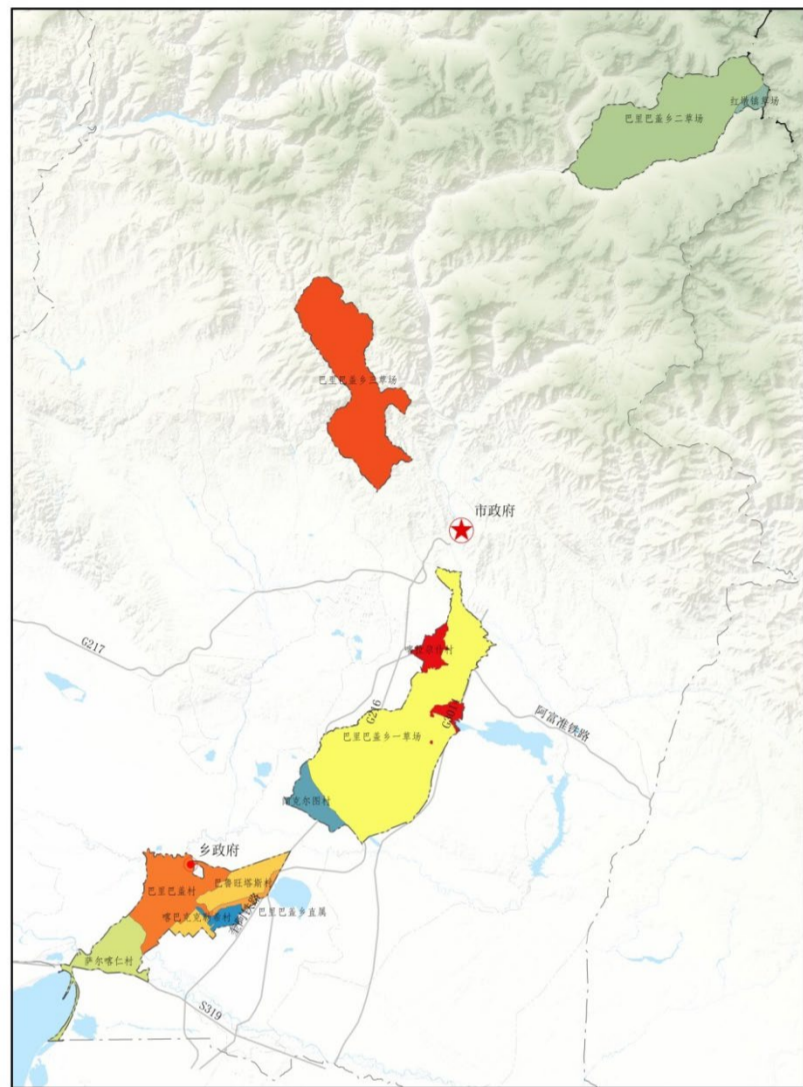 红墩镇草场
巴里巴盖乡二草场
巴里巴盖乡三草场
市政府
G217
G216
阿富准铁路
巴里巴盖乡一草场
乡政府
巴里巴盖村
巴鲁旺塔斯村
巴里巴盖乡直属
萨尔喀仁村
S319